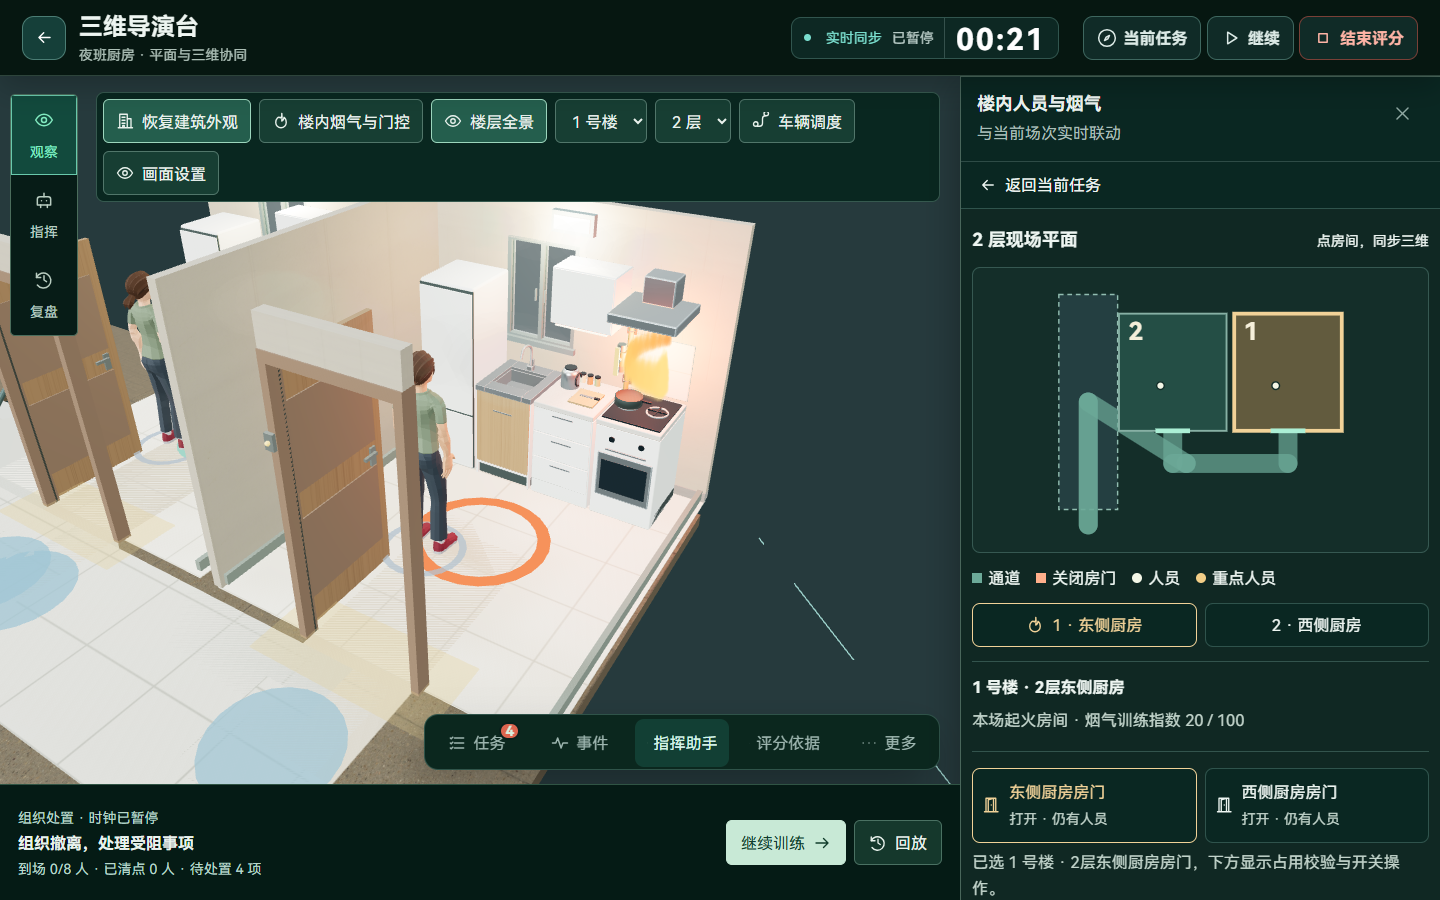 三维导演台
夜班厨房 · 平面与三维协同
实时同步 已暂停 00:21
当前任务
继续
结束评分
观察
指挥
复盘
恢复建筑外观
楼内烟气与门控
楼层全景
1 号楼
2 层
车辆调度
画面设置
任务 4
事件
指挥助手
评分依据
··· 更多
组织处置 · 时钟已暂停
组织撤离，处理受阻事项
到场 0/8 人 · 已清点 0 人 · 待处置 4 项
继续训练
回放
楼内人员与烟气
与当前场次实时联动
返回当前任务
2 层现场平面
点房间，同步三维
2
1
通道 关闭房门 人员 重点人员
1 · 东侧厨房
2 · 西侧厨房
1 号楼 · 2层东侧厨房
本场起火房间 · 烟气训练指数 20 / 100
东侧厨房房门
打开 · 仍有人员
西侧厨房房门
打开 · 仍有人员
已选 1 号楼 · 2层东侧厨房房门，下方显示占用校验与开关操
作。